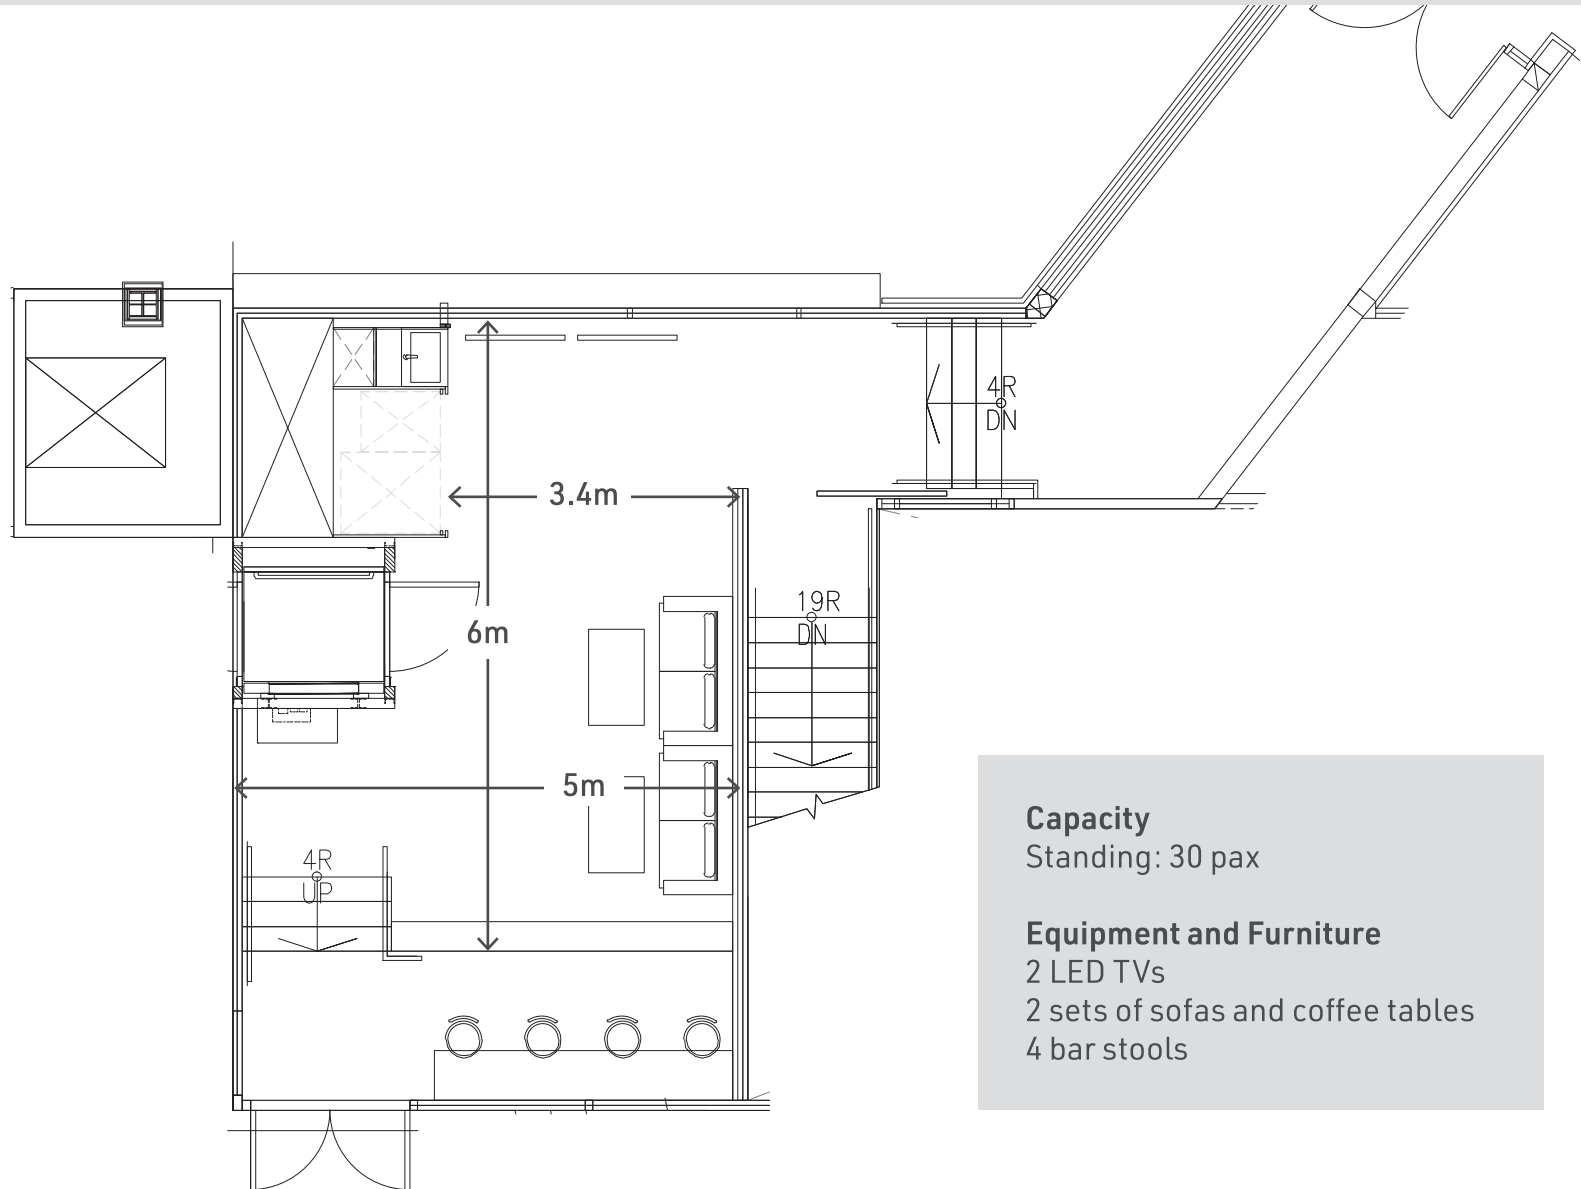 4R
DN
3.4m
19R
DN
6m
5m
4R
UP
Capacity
Standing: 30 pax
Equipment and Furniture
2 LED TVs
2 sets of sofas and coffee tables
4 bar stools